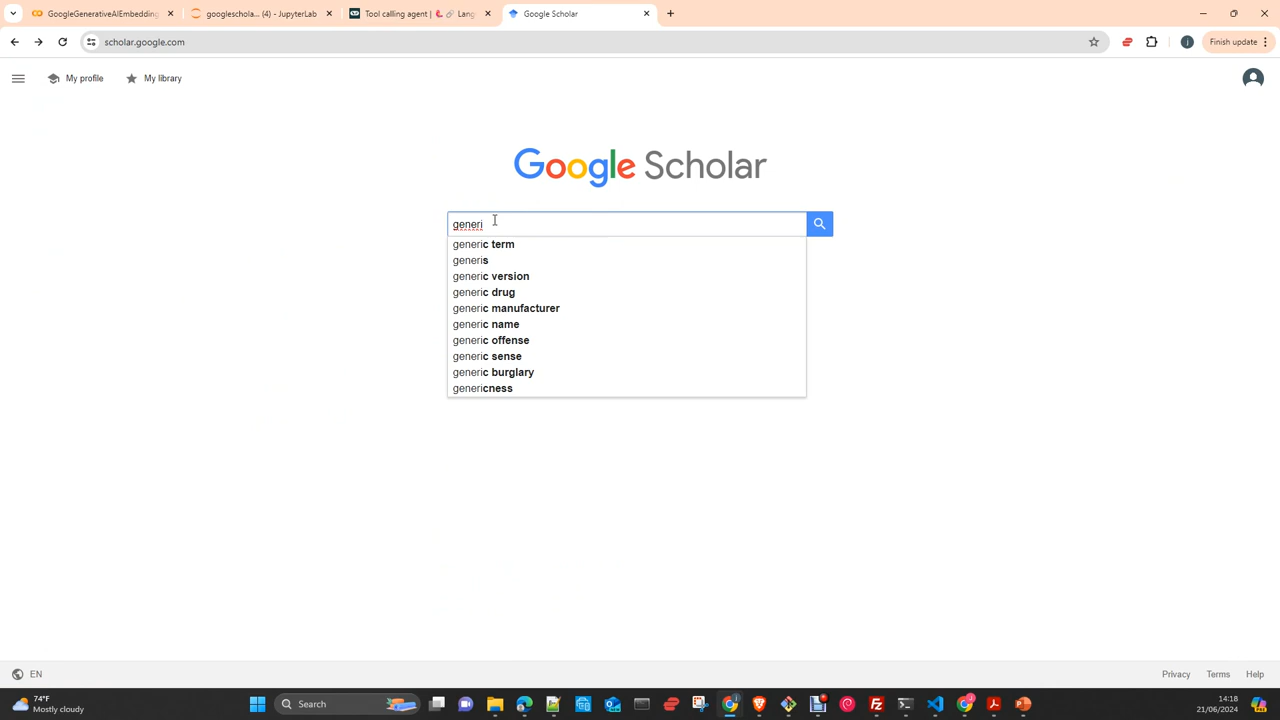 GoogleGenerativeAIEmbedding
googleschola... (4) - JupyterLab
Tool calling agent | 🦜🔗 Lang
Google Scholar
scholar.google.com
Finish update
My profile
My library
Google Scholar
generi
generic term
generis
generic version
generic drug
generic manufacturer
generic name
generic offense
generic sense
generic burglary
genericness
EN
Privacy
Terms
Help
74°F
Mostly cloudy
Search
14:18
21/06/2024